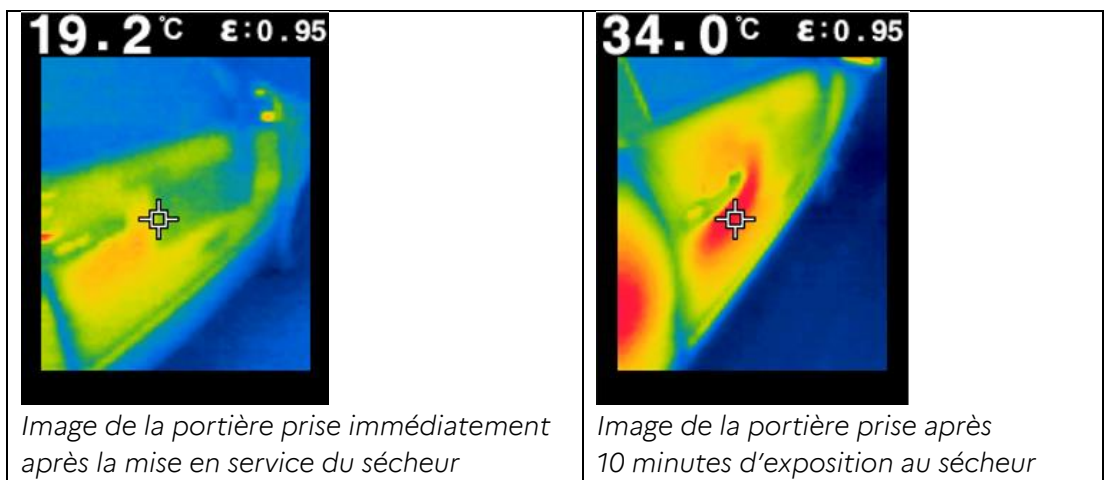 19.2°C ε:0.95
34.0°C ε:0.95
Image de la portière prise immédiatement
après la mise en service du sécheur
Image de la portière prise après
10 minutes d’exposition au sécheur